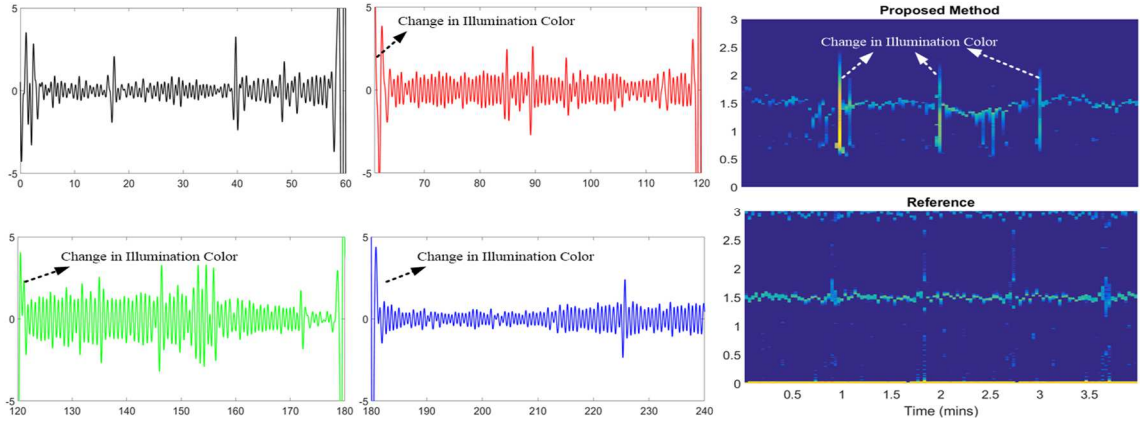 5
0
-5
0 10 20 30 40 50 60
5
Change in Illumination Color
0
-5
70 80 90 100 110 120
Proposed Method
3
2.5
Change in Illumination Color
2
1.5
1
0.5
0
5
Change in Illumination Color
0
-5
120 130 140 150 160 170 180
5
Change in Illumination Color
0
-5
180 190 200 210 220 230 240
Reference
3
2.5
2
1.5
1
0.5
0
0.5 1 1.5 2 2.5 3 3.5
Time (mins)